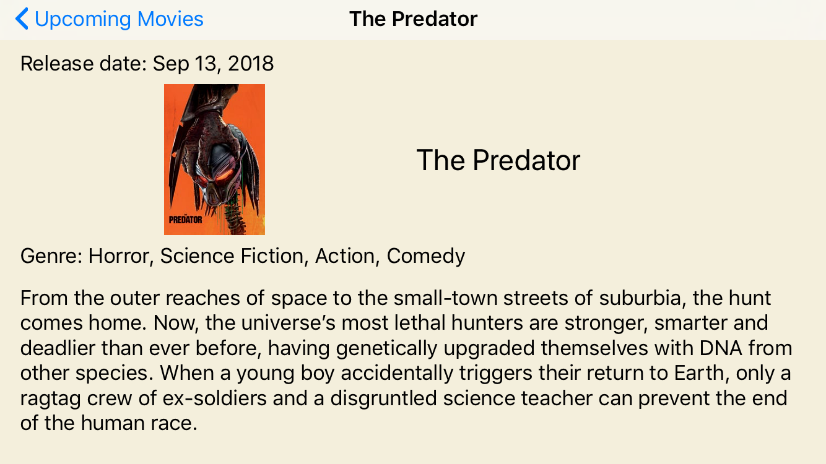 Upcoming Movies
The Predator
Release date: Sep 13, 2018
PREDATOR
The Predator
Genre: Horror, Science Fiction, Action, Comedy
From the outer reaches of space to the small-town streets of suburbia, the hunt
comes home. Now, the universe’s most lethal hunters are stronger, smarter and
deadlier than ever before, having genetically upgraded themselves with DNA from
other species. When a young boy accidentally triggers their return to Earth, only a
ragtag crew of ex-soldiers and a disgruntled science teacher can prevent the end
of the human race.